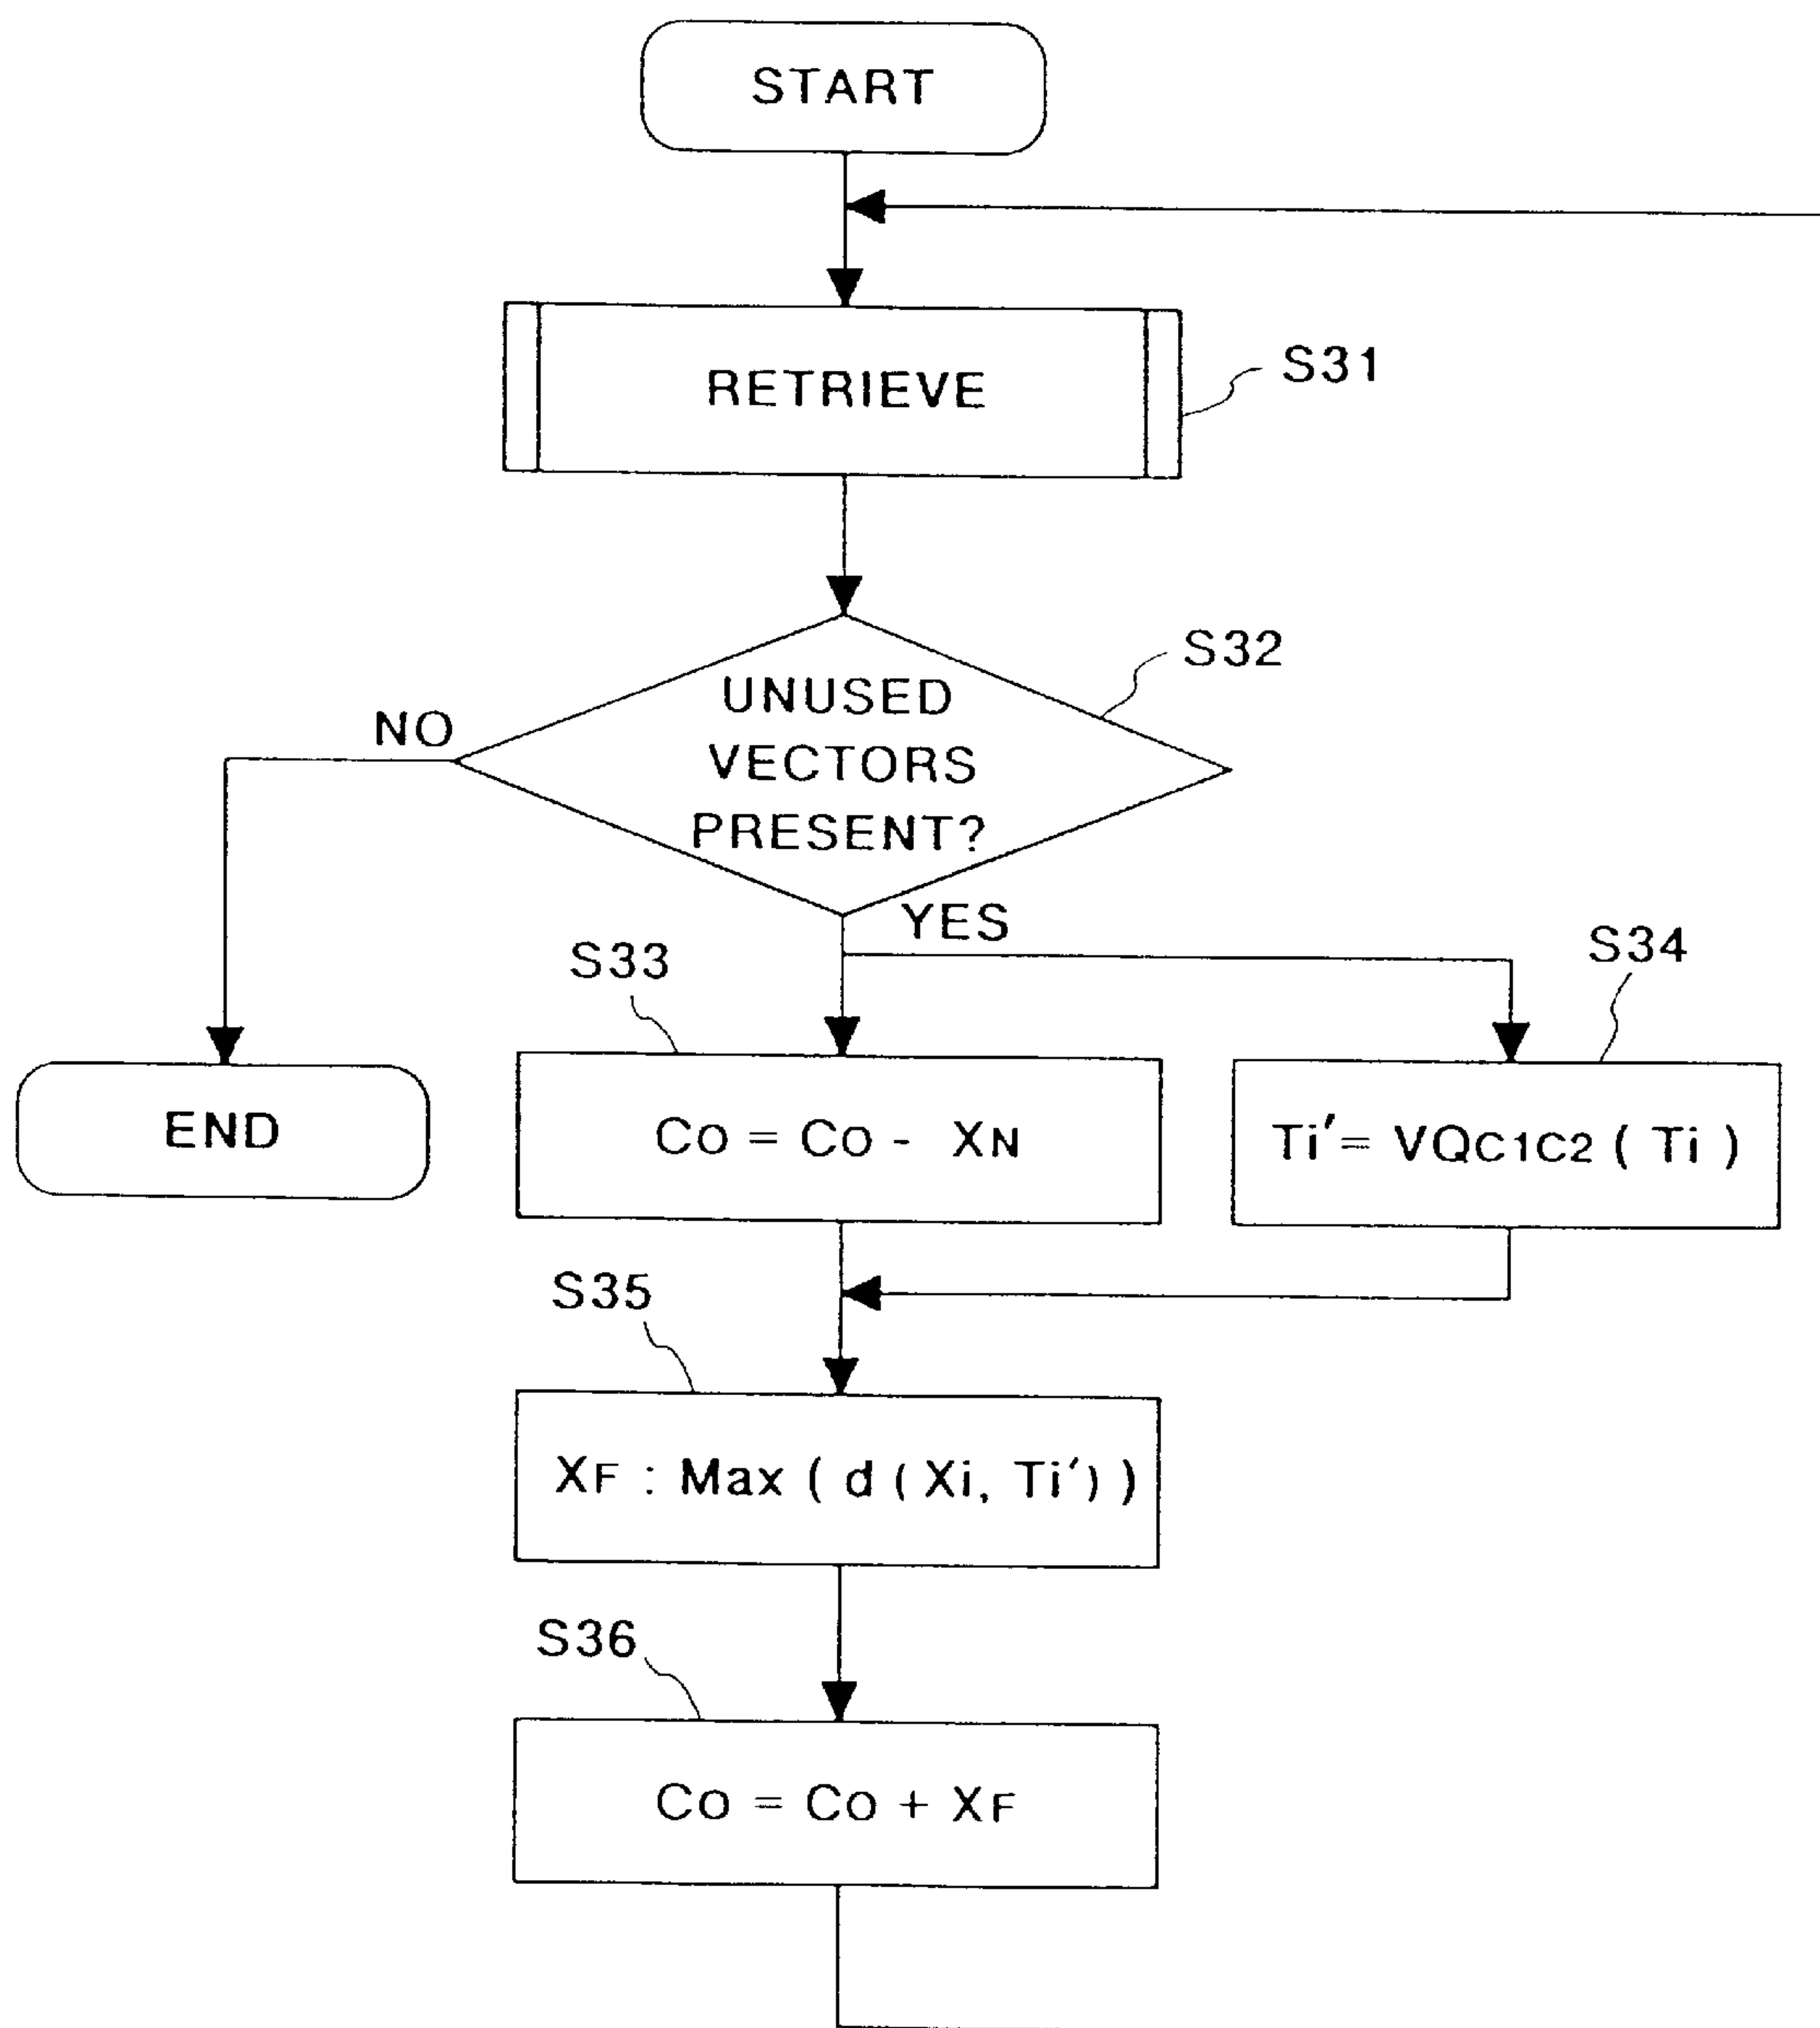 START
RETRIEVE
S31
S32
UNUSED
VECTORS
PRESENT?
NO
YES
S33
S34
END
Co = Co - XN
Ti′= VQC1C2 ( Ti )
S35
XF : Max ( d ( Xi, Ti′) )
S36
Co = Co + XF